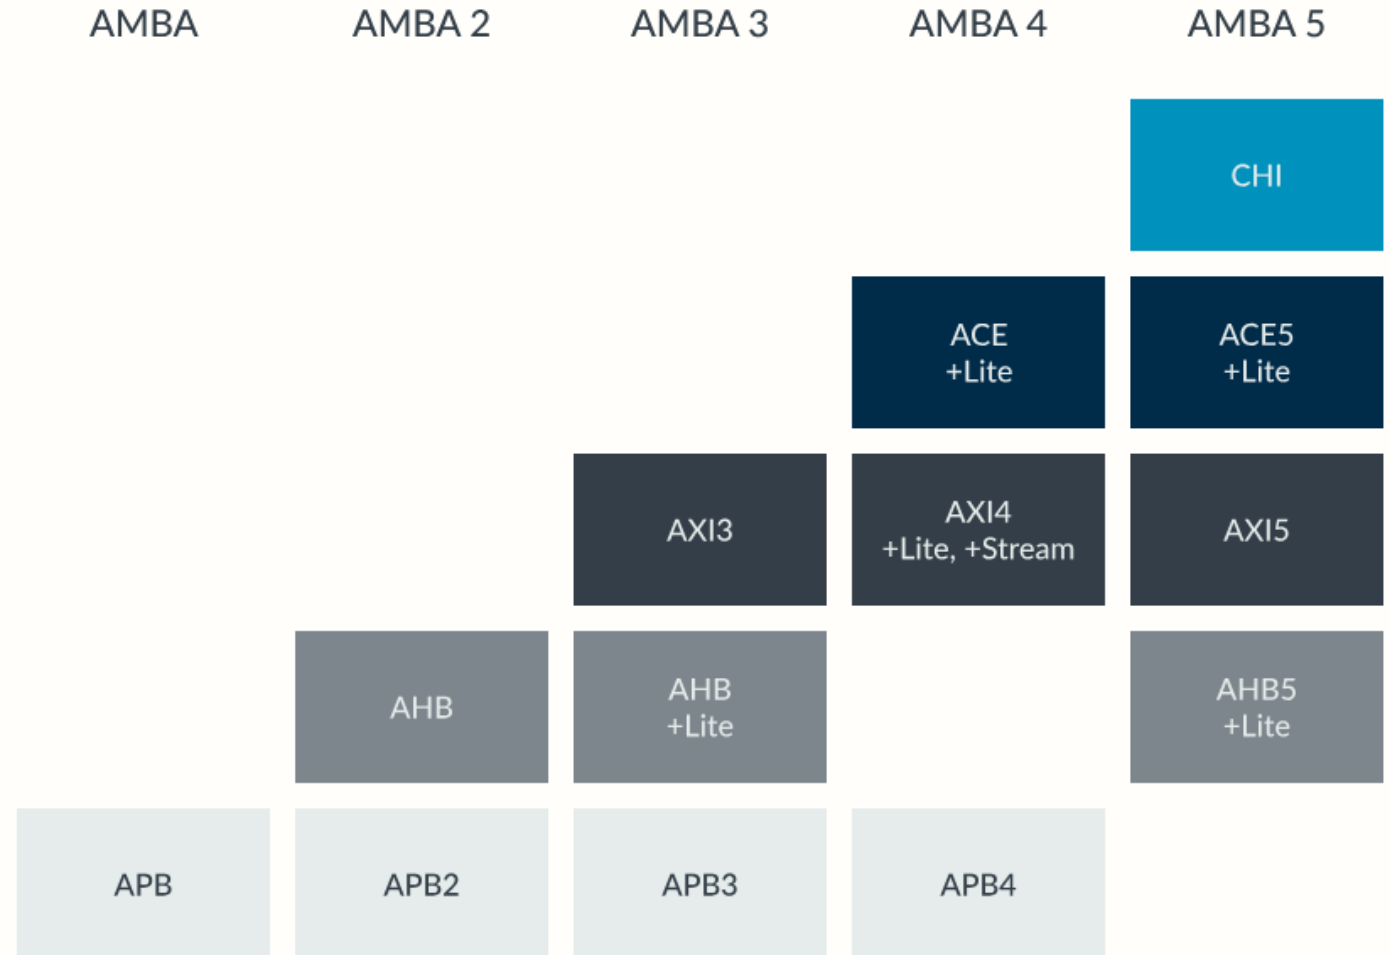 AMBA AMBA 2 AMBA 3 AMBA 4 AMBA 5
CHI
ACE ACE5
+Lite +Lite
AXI3 AXI4 AXI5
+Lite, +Stream
AHB AHB AHB5
+Lite +Lite
APB APB2 APB3 APB4